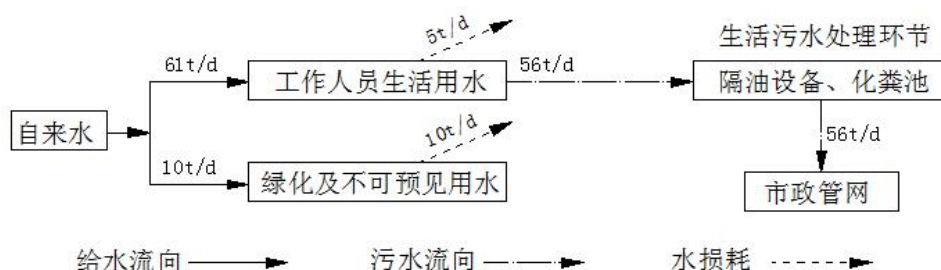 5t/d
生活污水处理环节
61t/d
工作人员生活用水
56t/d
隔油设备、化粪池
自来水
10t/d
56t/d
10t/d
绿化及不可预见用水
市政管网
给水流向
污水流向
水损耗